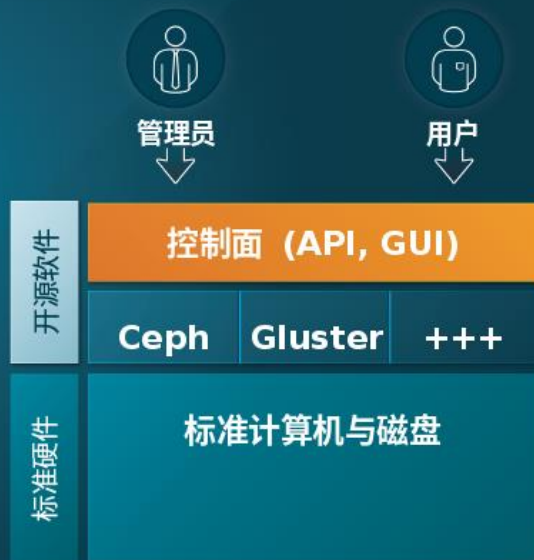 管理员
用户
开源软件
控制面 (API, GUI)
Ceph
Gluster
+++
标准硬件
标准计算机与磁盘